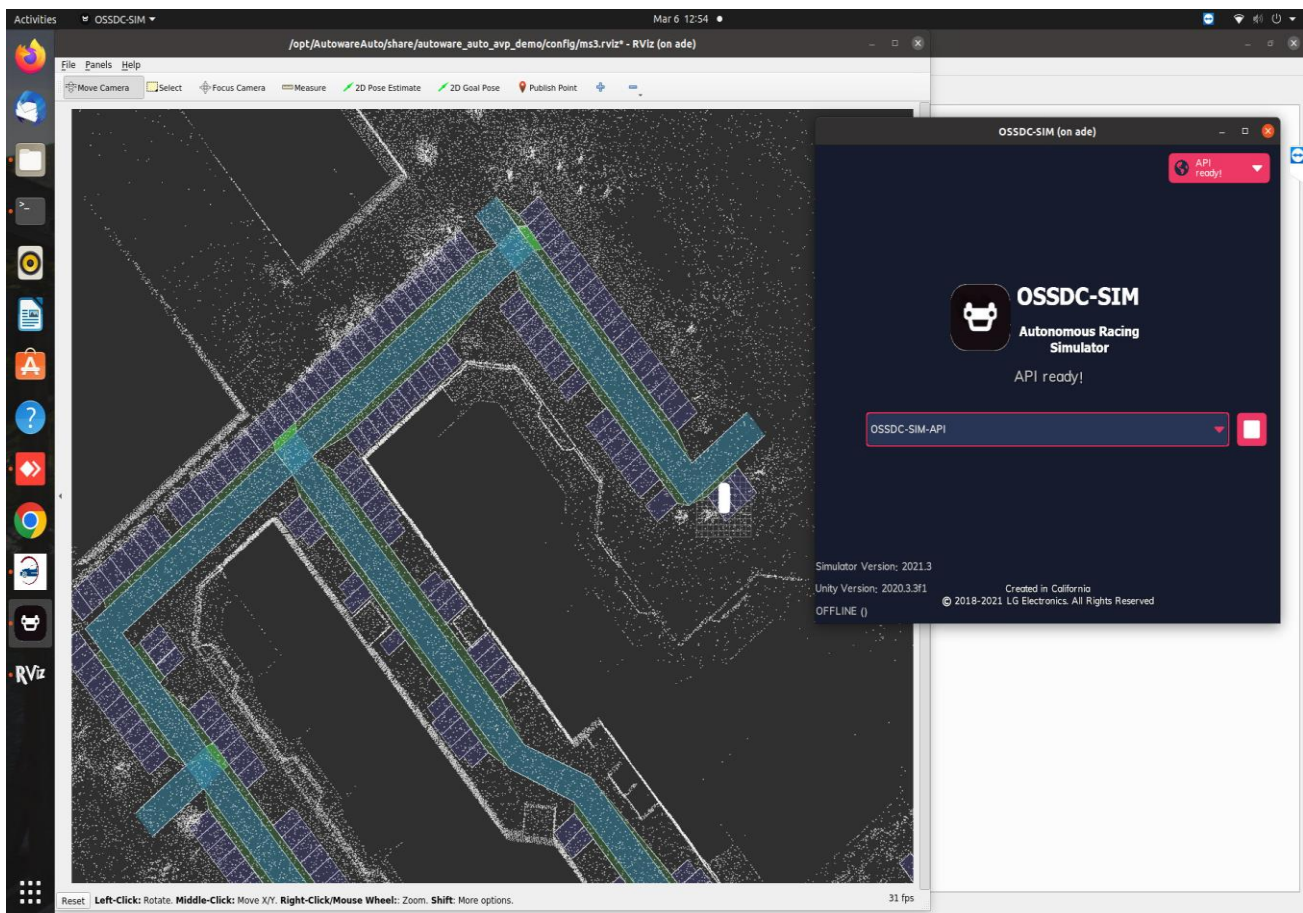 Activities
OSSDC-SIM
Mar 6 12:54
/opt/AutowareAuto/share/autoware_auto_avp_demo/config/ms3.rviz* - RViz (on ade)
File Panels Help
Move Camera Select Focus Camera Measure 2D Pose Estimate 2D Goal Pose Publish Point
OSSDC-SIM (on ade)
API
ready!
OSSDC-SIM
Autonomous Racing
Simulator
API ready!
OSSDC-SIM-API
Simulator Version: 2021.3
Unity Version: 2020.3.3f1
OFFLINE ()
Created in California
© 2018-2021 LG Electronics. All Rights Reserved
RViz
Reset Left-Click: Rotate. Middle-Click: Move X/Y. Right-Click/Mouse Wheel:: Zoom. Shift: More options.
31 fps